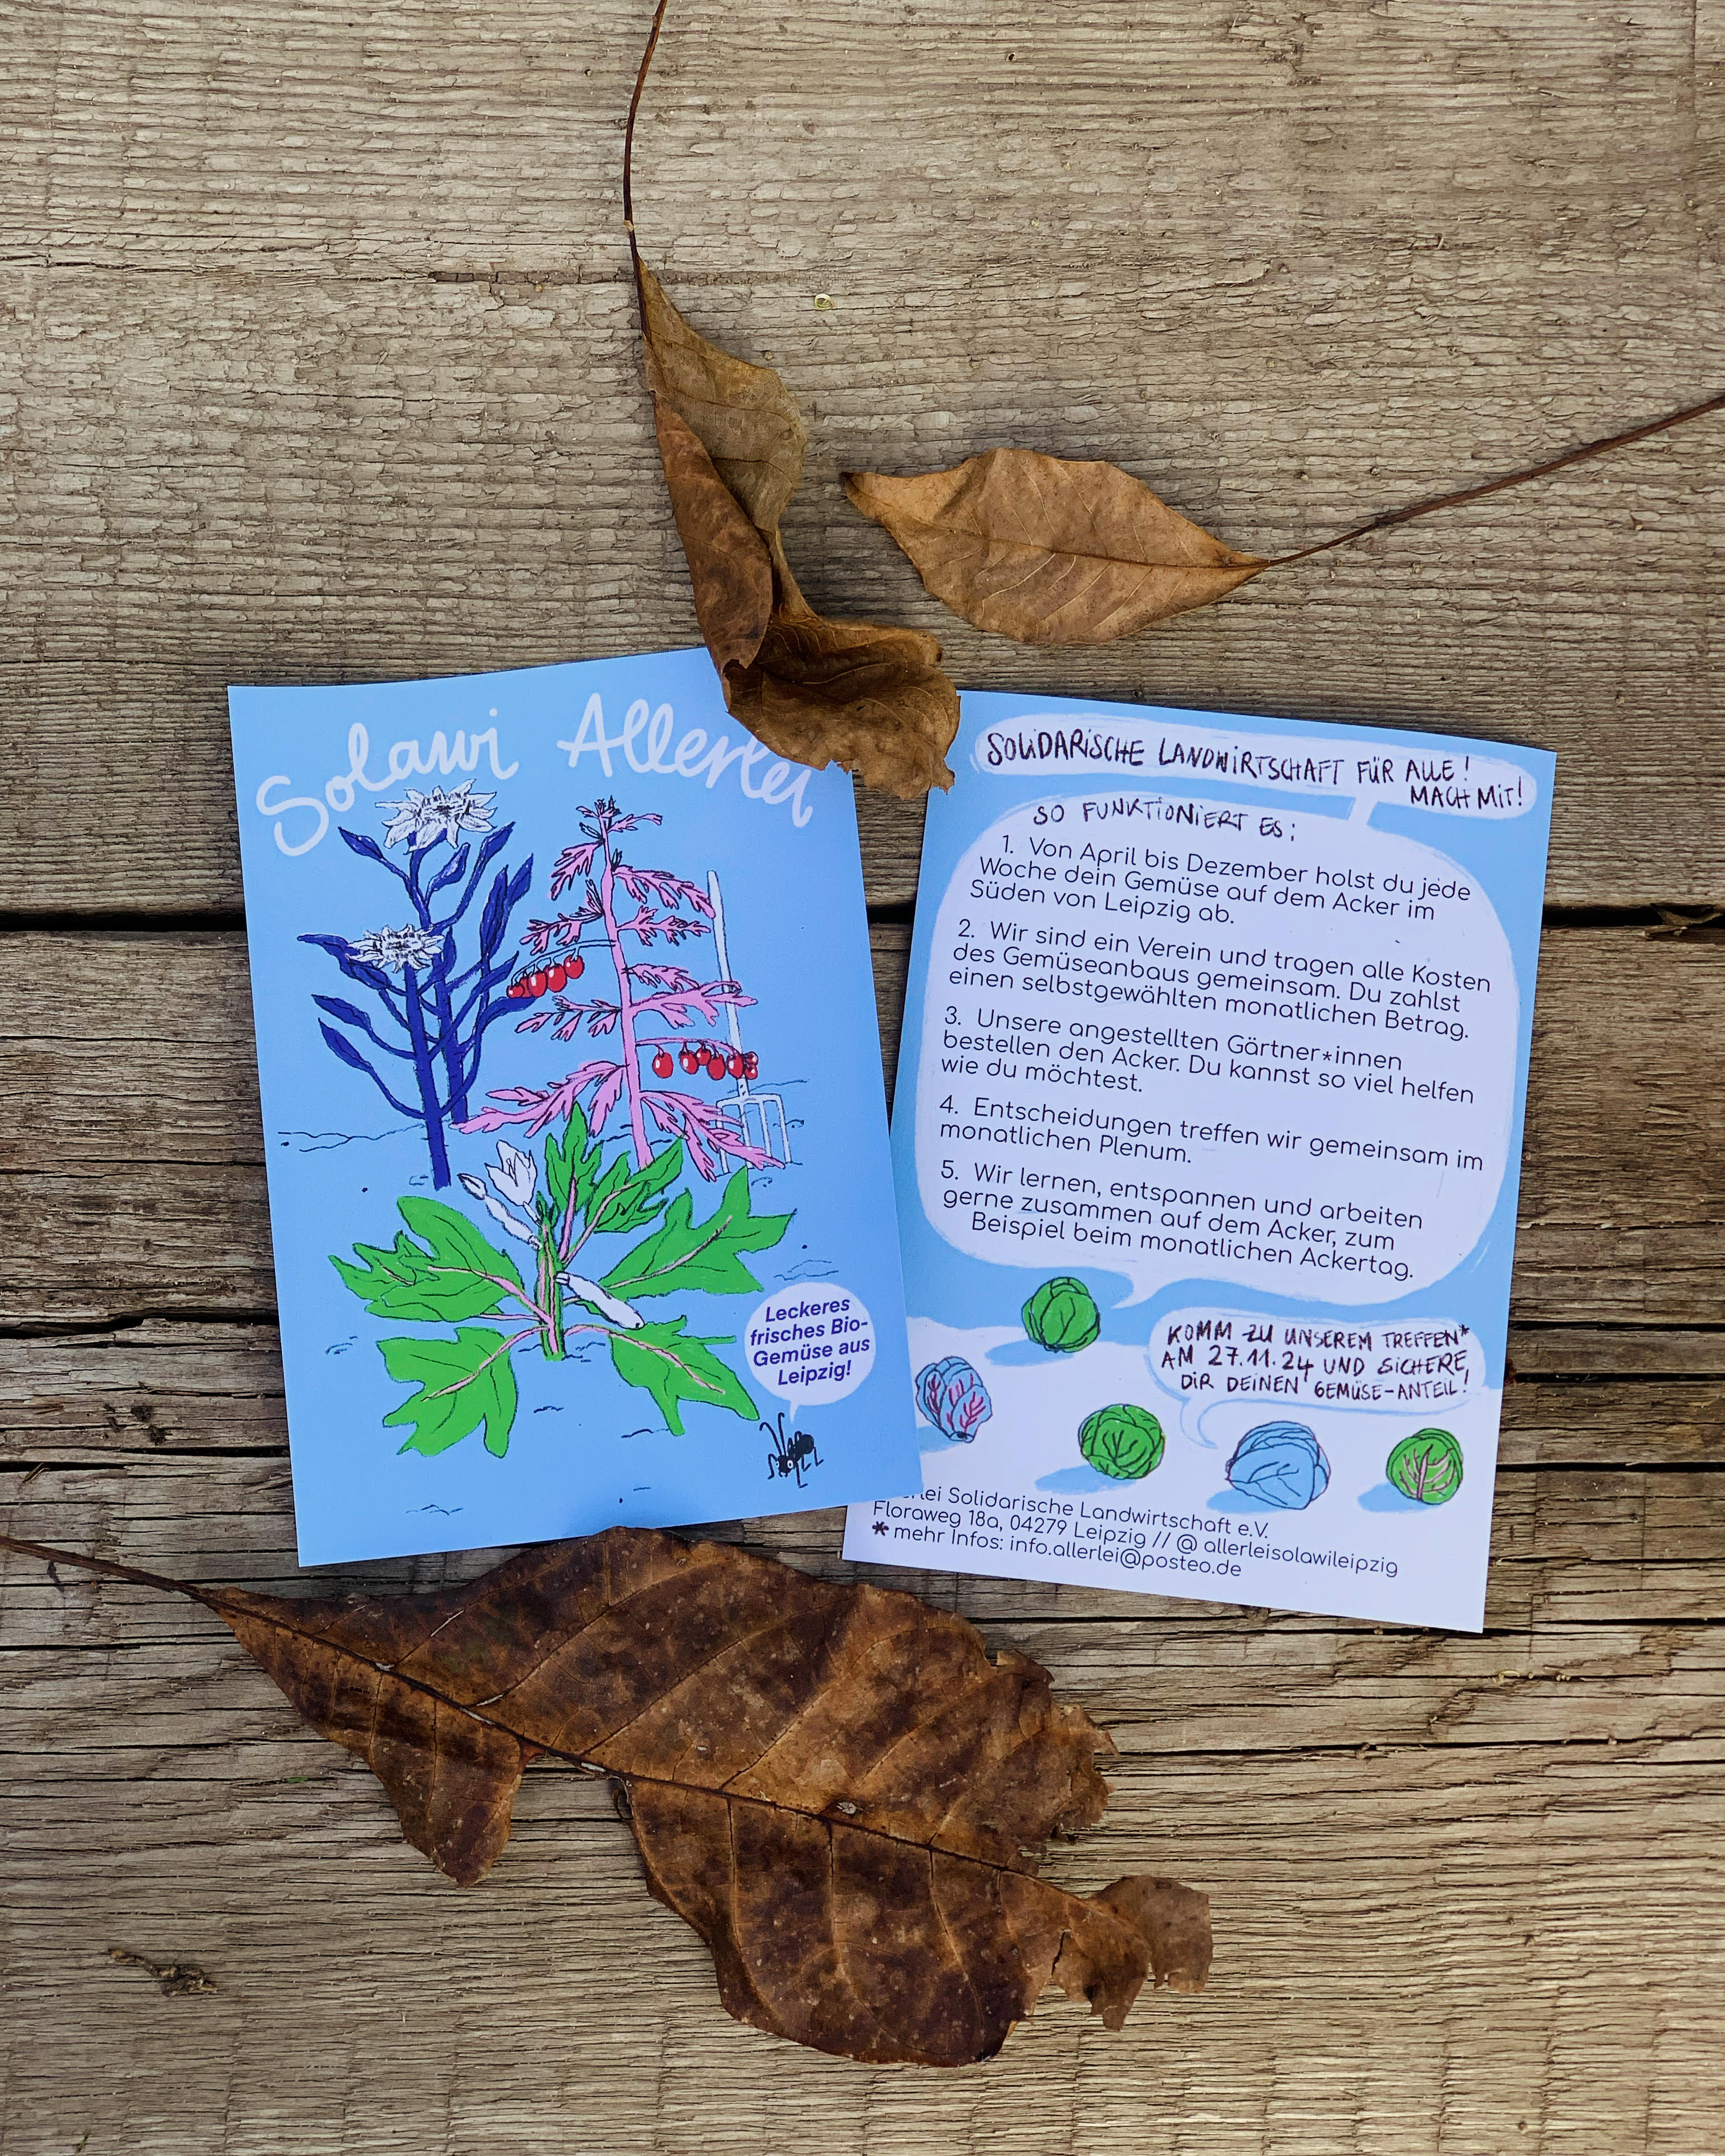 Solawi Allerlei
Leckeres
frisches Bio-
Gemüse aus
Leipzig!
SOLIDARISCHE LANDWIRTSCHAFT FÜR ALLE!
MACH MIT!
SO FUNKTIONIERT ES:
1. Von April bis Dezember holst du jede
Woche dein Gemüse auf dem Acker im
Süden von Leipzig ab.
2. Wir sind ein Verein und tragen alle Kosten
des Gemüseanbaus gemeinsam. Du zahlst
einen selbstgewählten monatlichen Betrag.
3. Unsere angestellten Gärtner*innen
bestellen den Acker. Du kannst so viel helfen
wie du möchtest.
4. Entscheidungen treffen wir gemeinsam im
monatlichen Plenum.
5. Wir lernen, entspannen und arbeiten
gerne zusammen auf dem Acker, zum
Beispiel beim monatlichen Ackertag.
KOMM ZU UNSEREM TREFFEN*
AM 27.11.24 UND SICHERE
DIR DEINEN GEMÜSE-ANTEIL!
lei Solidarische Landwirtschaft e.V.
Floraweg 18a, 04279 Leipzig // @ allerleisolawileipzig
* mehr Infos: info.allerlei@posteo.de